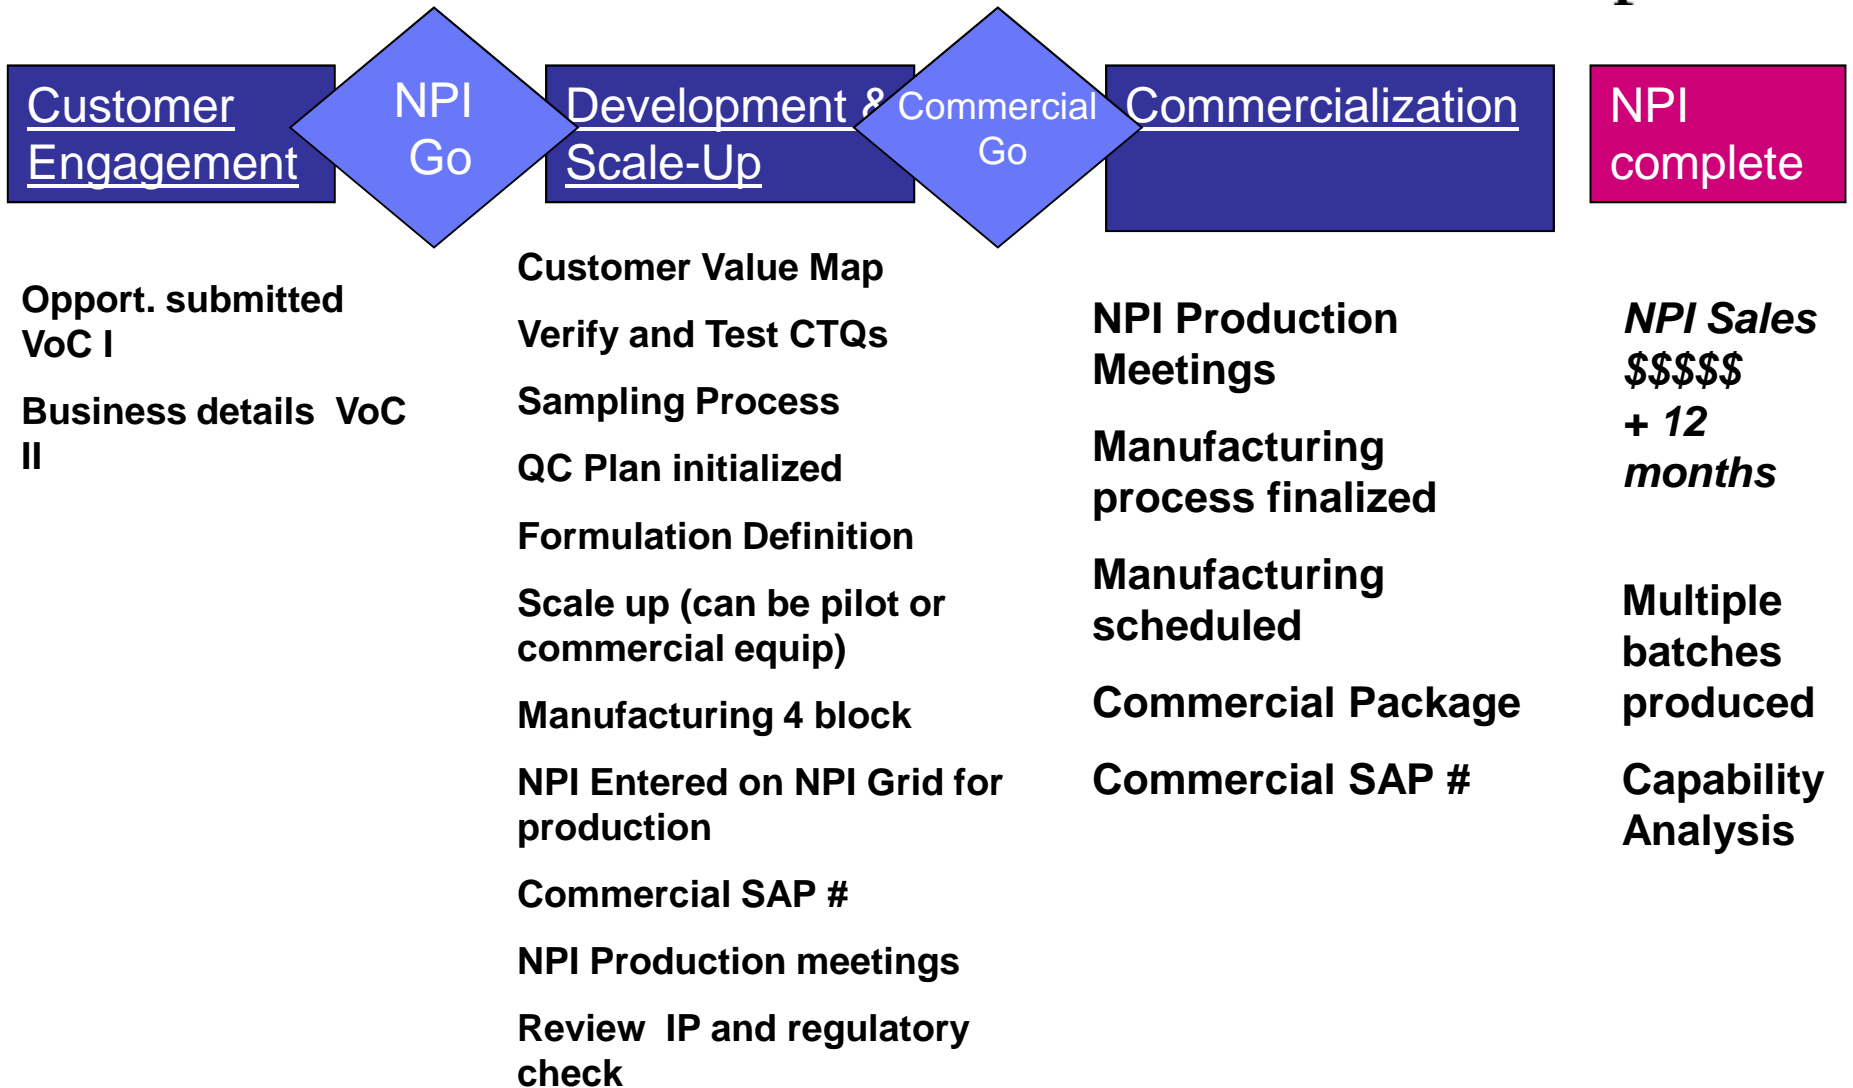 Customer
Engagement
NPI
Go
Development &
Scale-Up
Commercial
Go
Commercialization
NPI
complete
Opport. submitted
VoC I
Business details  VoC
II
Customer Value Map
Verify and Test CTQs
Sampling Process
QC Plan initialized
Formulation Definition
Scale up (can be pilot or
commercial equip)
Manufacturing 4 block
NPI Entered on NPI Grid for
production
Commercial SAP #
NPI Production meetings
Review  IP and regulatory
check
NPI Production
Meetings
Manufacturing
process finalized
Manufacturing
scheduled
Commercial Package
Commercial SAP #
NPI Sales
$$$$$
+ 12
months
Multiple
batches
produced
Capability
Analysis